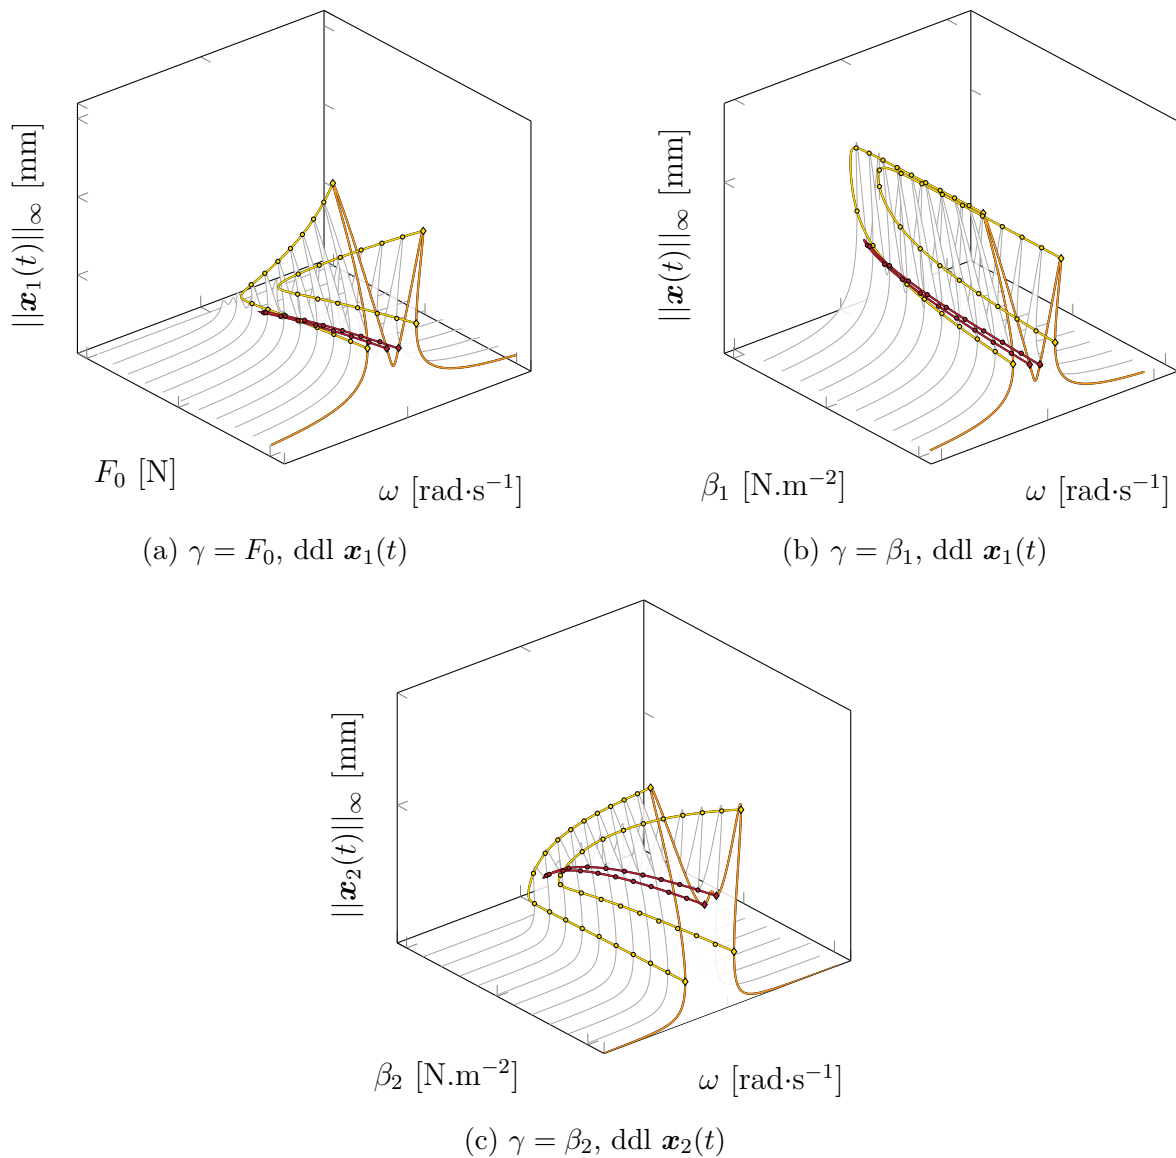 ||x₁(t)||∞ [mm]
F₀ [N]
ω [rad·s⁻¹]
(a) γ = F₀, ddl x₁(t)
||x(t)||∞ [mm]
β₁ [N.m⁻²]
ω [rad·s⁻¹]
(b) γ = β₁, ddl x₁(t)
||x₂(t)||∞ [mm]
β₂ [N.m⁻²]
ω [rad·s⁻¹]
(c) γ = β₂, ddl x₂(t)